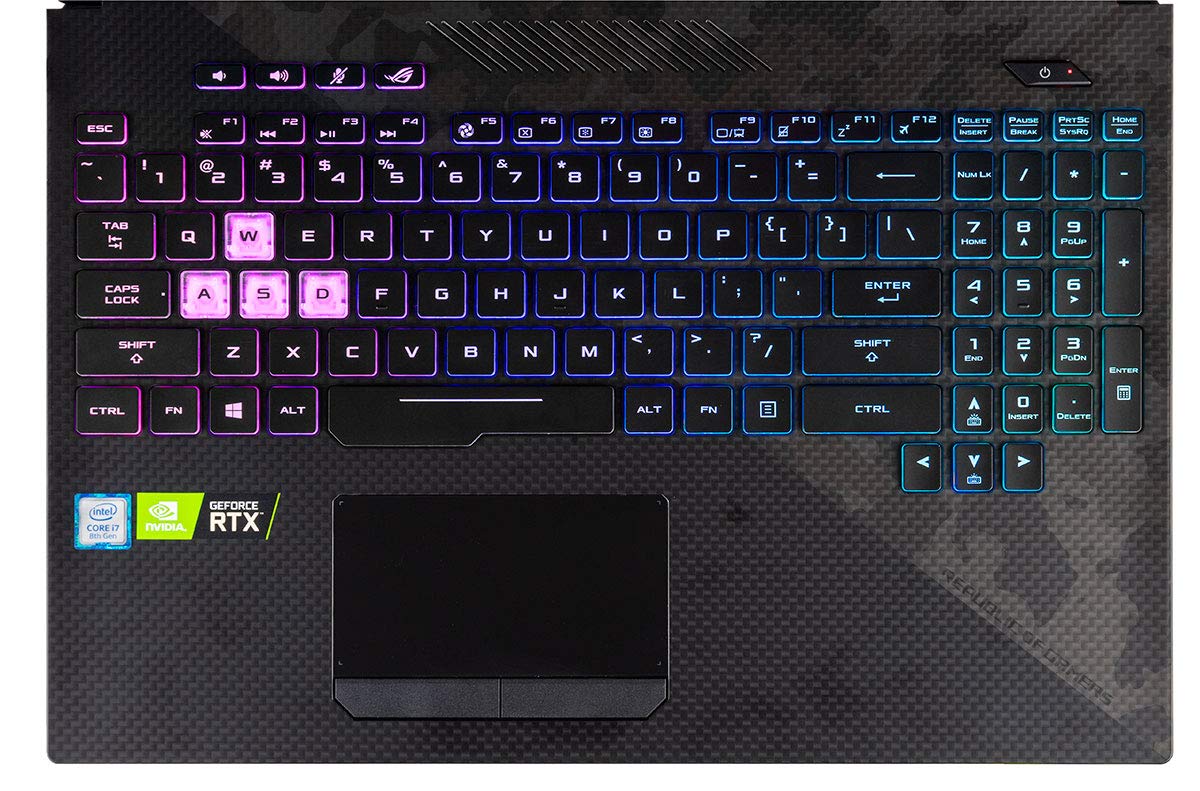 ESC F1 F2 F3 F4 F5 F6 F7 F8 F9 F10 Zz F11 F12 DELETE INSERT PAUSE BREAK PRTSC SYSRQ HOME END
~ ` ! 1 @ 2 # 3 $ 4 % 5 ^ 6 & 7 * 8 ( 9 ) 0 _ - + = NUM LK / * -
TAB Q W E R T Y U I O P { [ } ] | \ 7 HOME 8 9 PGUP +
CAPS LOCK A S D F G H J K L : ; " ' ENTER 4 < 5 6 >
SHIFT Z X C V B N M < , > . ? / SHIFT 1 END 2 3 PGDN ENTER
CTRL FN ALT ALT FN CTRL 0 INSERT . DELETE
intel
CORE i7
8th Gen
NVIDIA.
GEFORCE
RTX™
REPUBLIC OF GAMERS